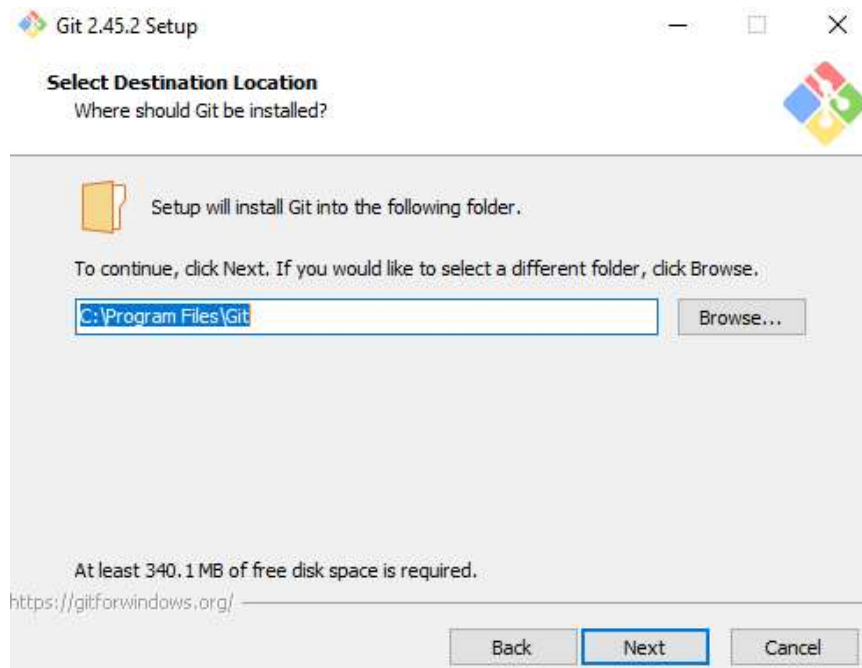 Git 2.45.2 Setup
Select Destination Location
Where should Git be installed?
Setup will install Git into the following folder.
To continue, click Next. If you would like to select a different folder, click Browse.
C:\Program Files\Git
Browse...
At least 340.1 MB of free disk space is required.
https://gitforwindows.org/
Back
Next
Cancel